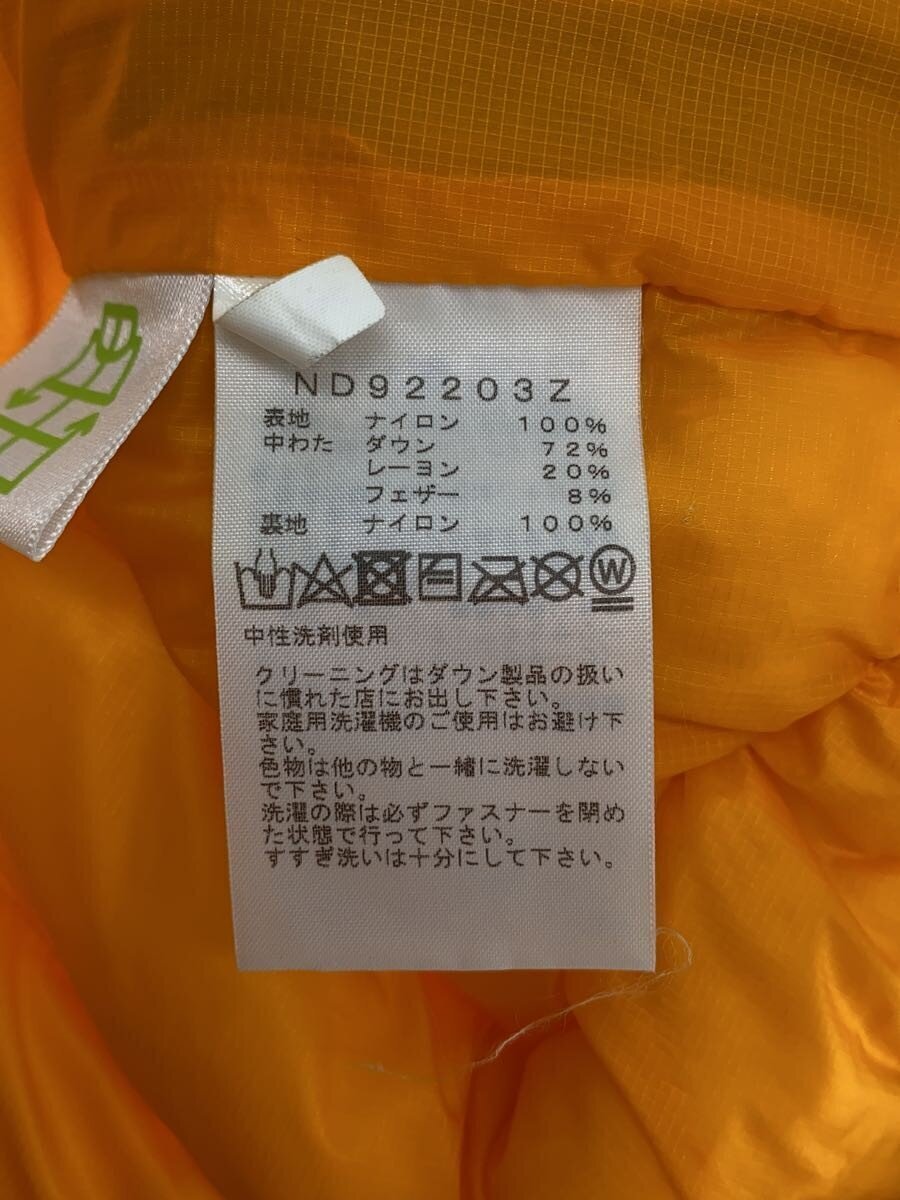 ND92203Z
表地 ナイロン 100%
中わた ダウン 72%
レーヨン 20%
フェザー 8%
裏地 ナイロン 100%
W
中性洗剤使用
クリーニングはダウン製品の扱い
に慣れた店にお出し下さい。
家庭用洗濯機のご使用はお避け下
さい。
色物は他の物と一緒に洗濯しない
で下さい。
洗濯の際は必ずファスナーを閉め
た状態で行って下さい。
すすぎ洗いは十分にして下さい。